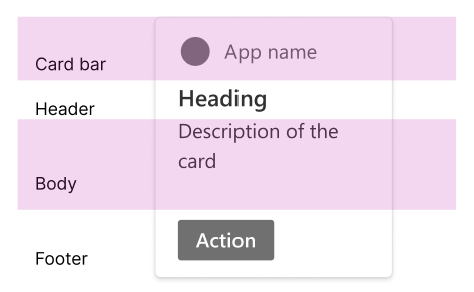 Card bar
App name
Header
Heading
Description of the
card
Body
Action
Footer